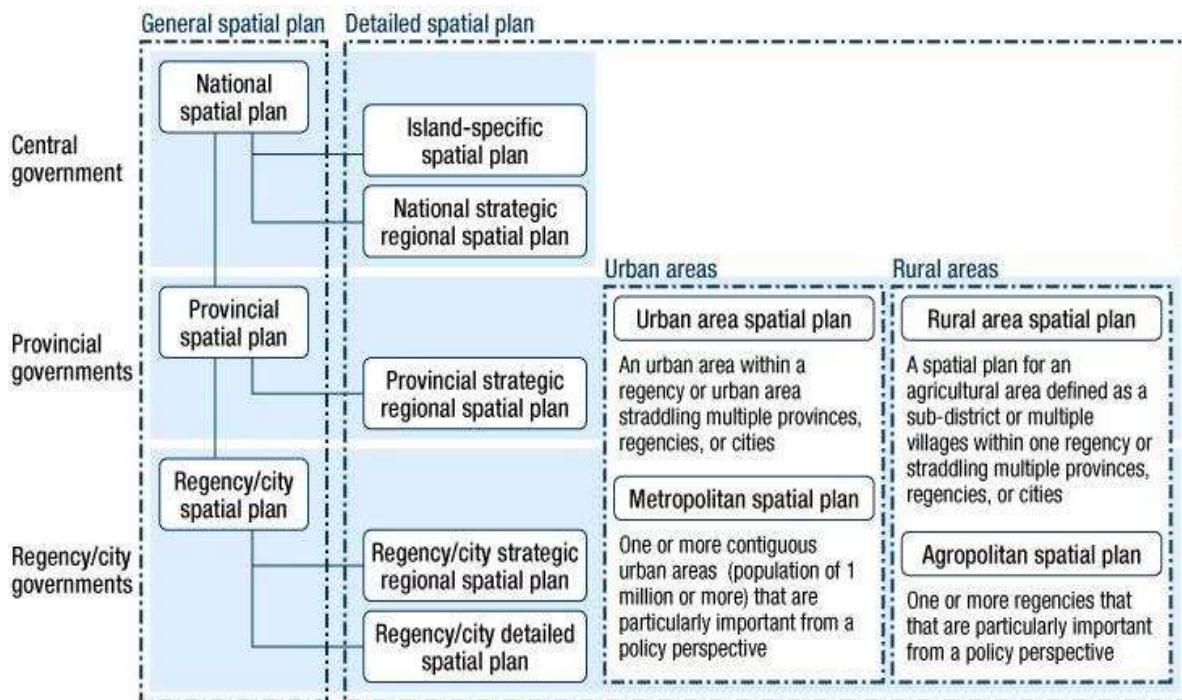 General spatial plan
Detailed spatial plan
Central
government
National
spatial plan
Island-specific
spatial plan
National strategic
regional spatial plan
Provincial
governments
Provincial
spatial plan
Provincial strategic
regional spatial plan
Regency/city
governments
Regency/city
spatial plan
Regency/city strategic
regional spatial plan
Regency/city detailed
spatial plan
Urban areas
Urban area spatial plan
An urban area within a
regency or urban area
straddling multiple provinces,
regencies, or cities
Metropolitan spatial plan
One or more contiguous
urban areas (population of 1
million or more) that are
particularly important from a
policy perspective
Rural areas
Rural area spatial plan
A spatial plan for an
agricultural area defined as a
sub-district or multiple
villages within one regency or
straddling multiple provinces,
regencies, or cities
Agropolitan spatial plan
One or more regencies that
that are particularly important
from a policy perspective